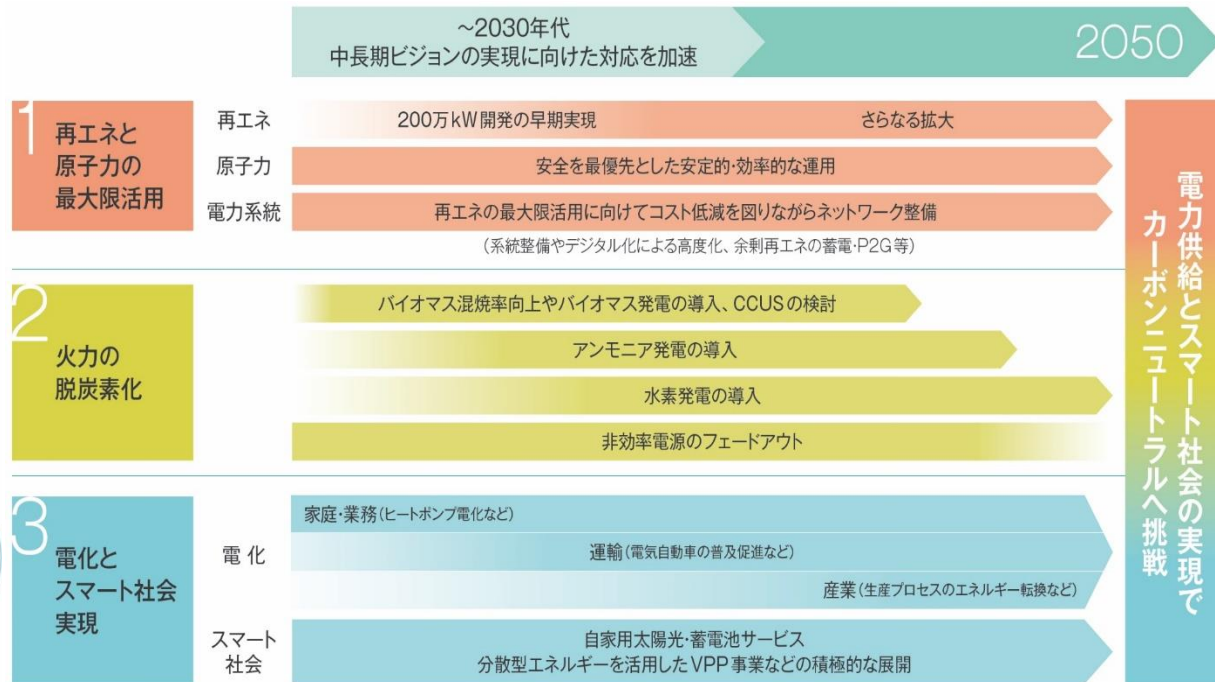 ~2030年代
中長期ビジョンの実現に向けた対応を加速
2050
1
再エネと
原子力の
最大限活用
再エネ
200万kW開発の早期実現
さらなる拡大
原子力
安全を最優先とした安定的・効率的な運用
電力系統
再エネの最大限活用に向けてコスト低減を図りながらネットワーク整備
(系統整備やデジタル化による高度化、余剰再エネの蓄電・P2G等)
2
火力の
脱炭素化
バイオマス混焼率向上やバイオマス発電の導入、CCUSの検討
アンモニア発電の導入
水素発電の導入
非効率電源のフェードアウト
3
電化と
スマート社会
実現
電化
家庭・業務(ヒートポンプ電化など)
運輸(電気自動車の普及促進など)
産業(生産プロセスのエネルギー転換など)
スマート
社会
自家用太陽光・蓄電池サービス
分散型エネルギーを活用したVPP事業などの積極的な展開
電力供給とスマート社会の実現で
カーボンニュートラルへ挑戦